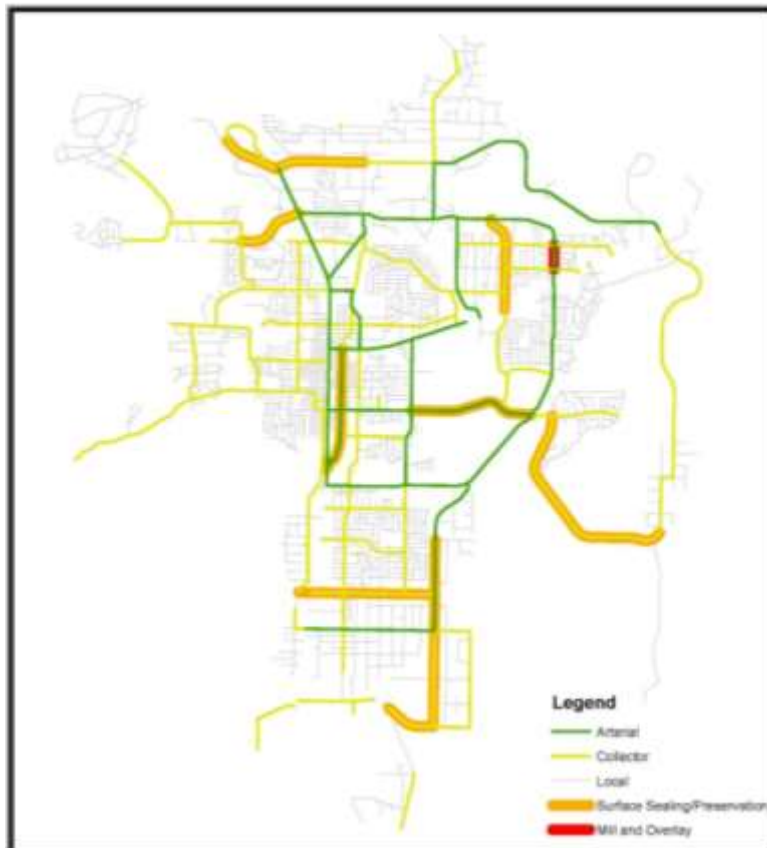 Legend
Arterial
Collector
Local
Surface Sealing/Preservation
Mill and Overlay